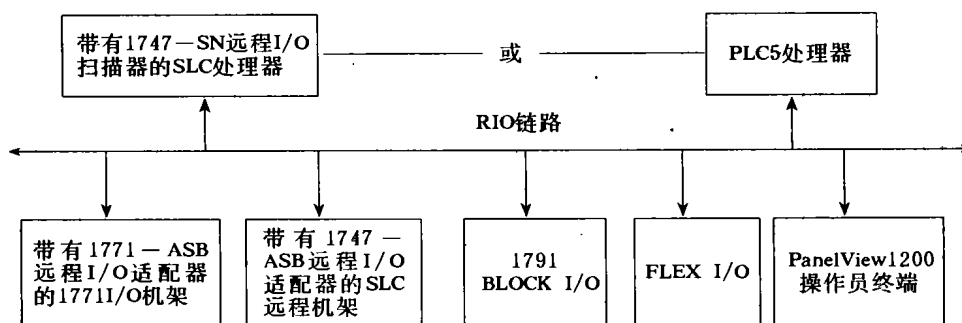 带有1747－SN远程I/O
扫描器的SLC处理器
或
PLC5处理器
RIO链路
带有1771－ASB
远程I/O适配器
的1771I/O机架
带有1747－
ASB远程I/O
适配器的SLC
远程机架
1791
BLOCK I/O
FLEX I/O
PanelView1200
操作员终端